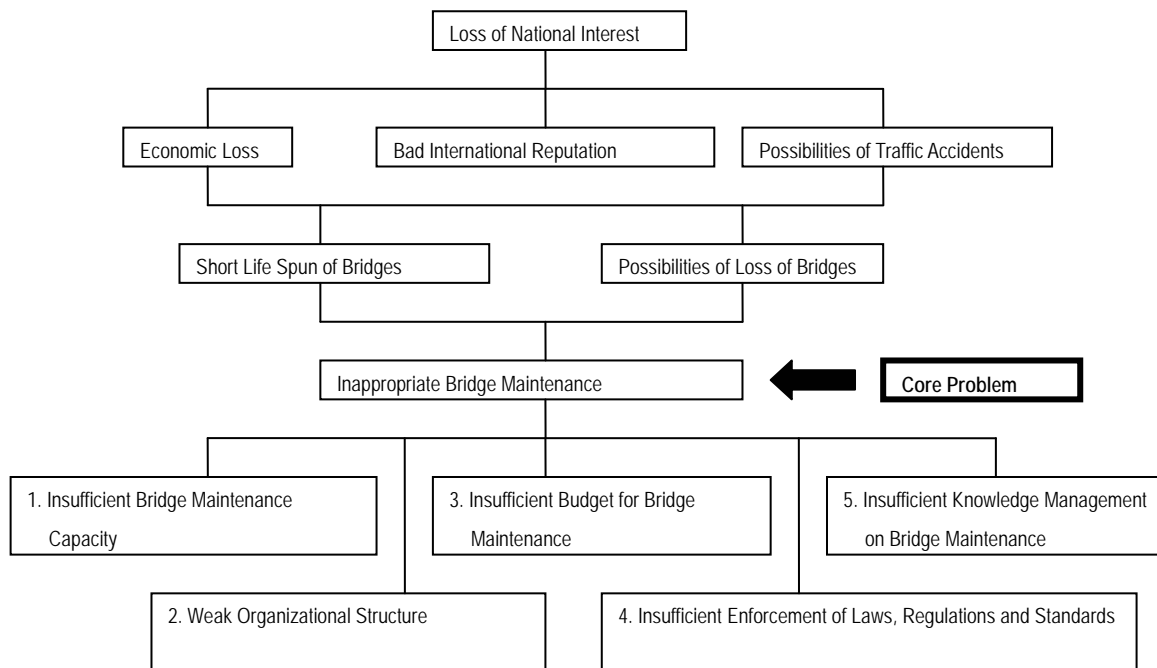 Loss of National Interest
Economic Loss
Bad International Reputation
Possibilities of Traffic Accidents
Short Life Spun of Bridges
Possibilities of Loss of Bridges
Inappropriate Bridge Maintenance
Core Problem
1. Insufficient Bridge Maintenance
Capacity
3. Insufficient Budget for Bridge
Maintenance
5. Insufficient Knowledge Management
on Bridge Maintenance
2. Weak Organizational Structure
4. Insufficient Enforcement of Laws, Regulations and Standards